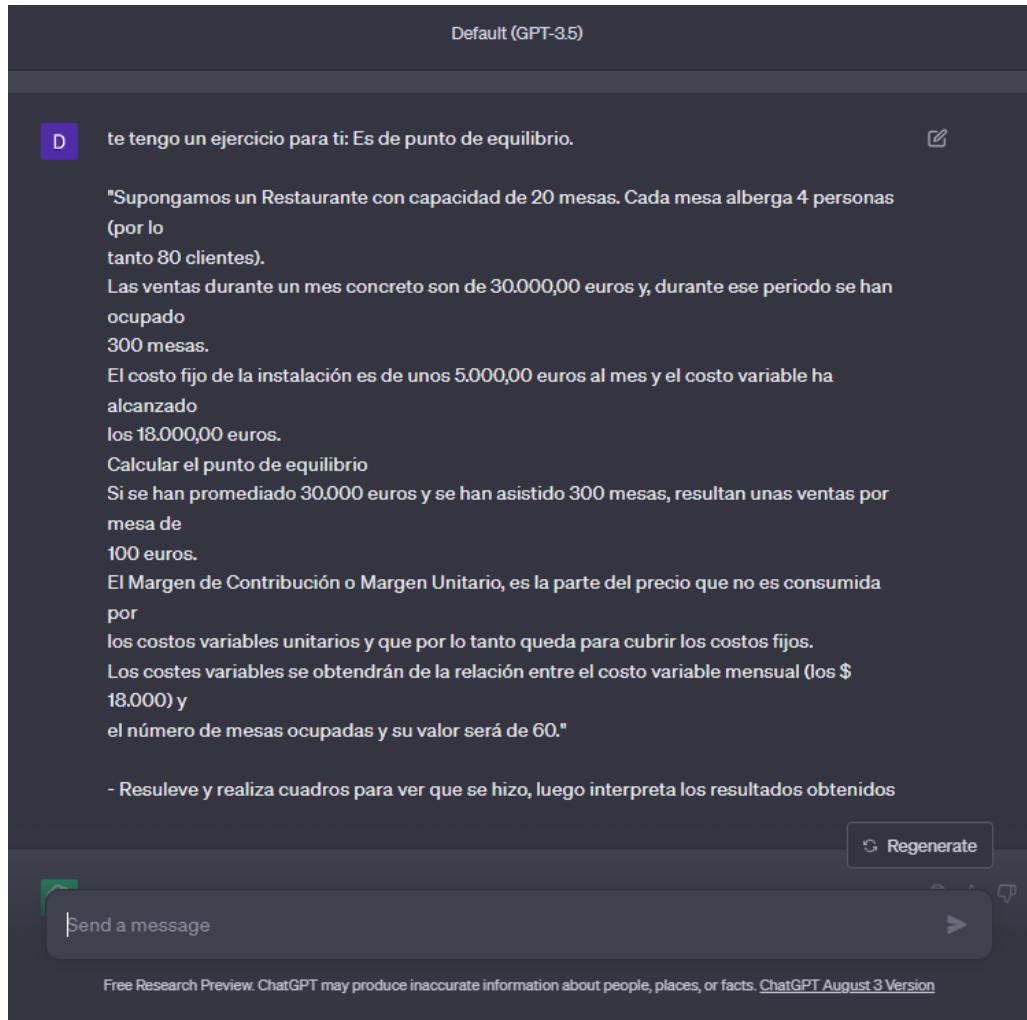 Default (GPT-3.5)
D
te tengo un ejercicio para ti: Es de punto de equilibrio.
"Supongamos un Restaurante con capacidad de 20 mesas. Cada mesa alberga 4 personas
(por lo
tanto 80 clientes).
Las ventas durante un mes concreto son de 30.000,00 euros y, durante ese periodo se han
ocupado
300 mesas.
El costo fijo de la instalación es de unos 5.000,00 euros al mes y el costo variable ha
alcanzado
los 18.000,00 euros.
Calcular el punto de equilibrio
Si se han promediado 30.000 euros y se han asistido 300 mesas, resultan unas ventas por
mesa de
100 euros.
El Margen de Contribución o Margen Unitario, es la parte del precio que no es consumida
por
los costos variables unitarios y que por lo tanto queda para cubrir los costos fijos.
Los costes variables se obtendrán de la relación entre el costo variable mensual (los $
18.000) y
el número de mesas ocupadas y su valor será de 60."
- Resuleve y realiza cuadros para ver que se hizo, luego interpreta los resultados obtenidos
Regenerate
Send a message
Free Research Preview. ChatGPT may produce inaccurate information about people, places, or facts. ChatGPT August 3 Version